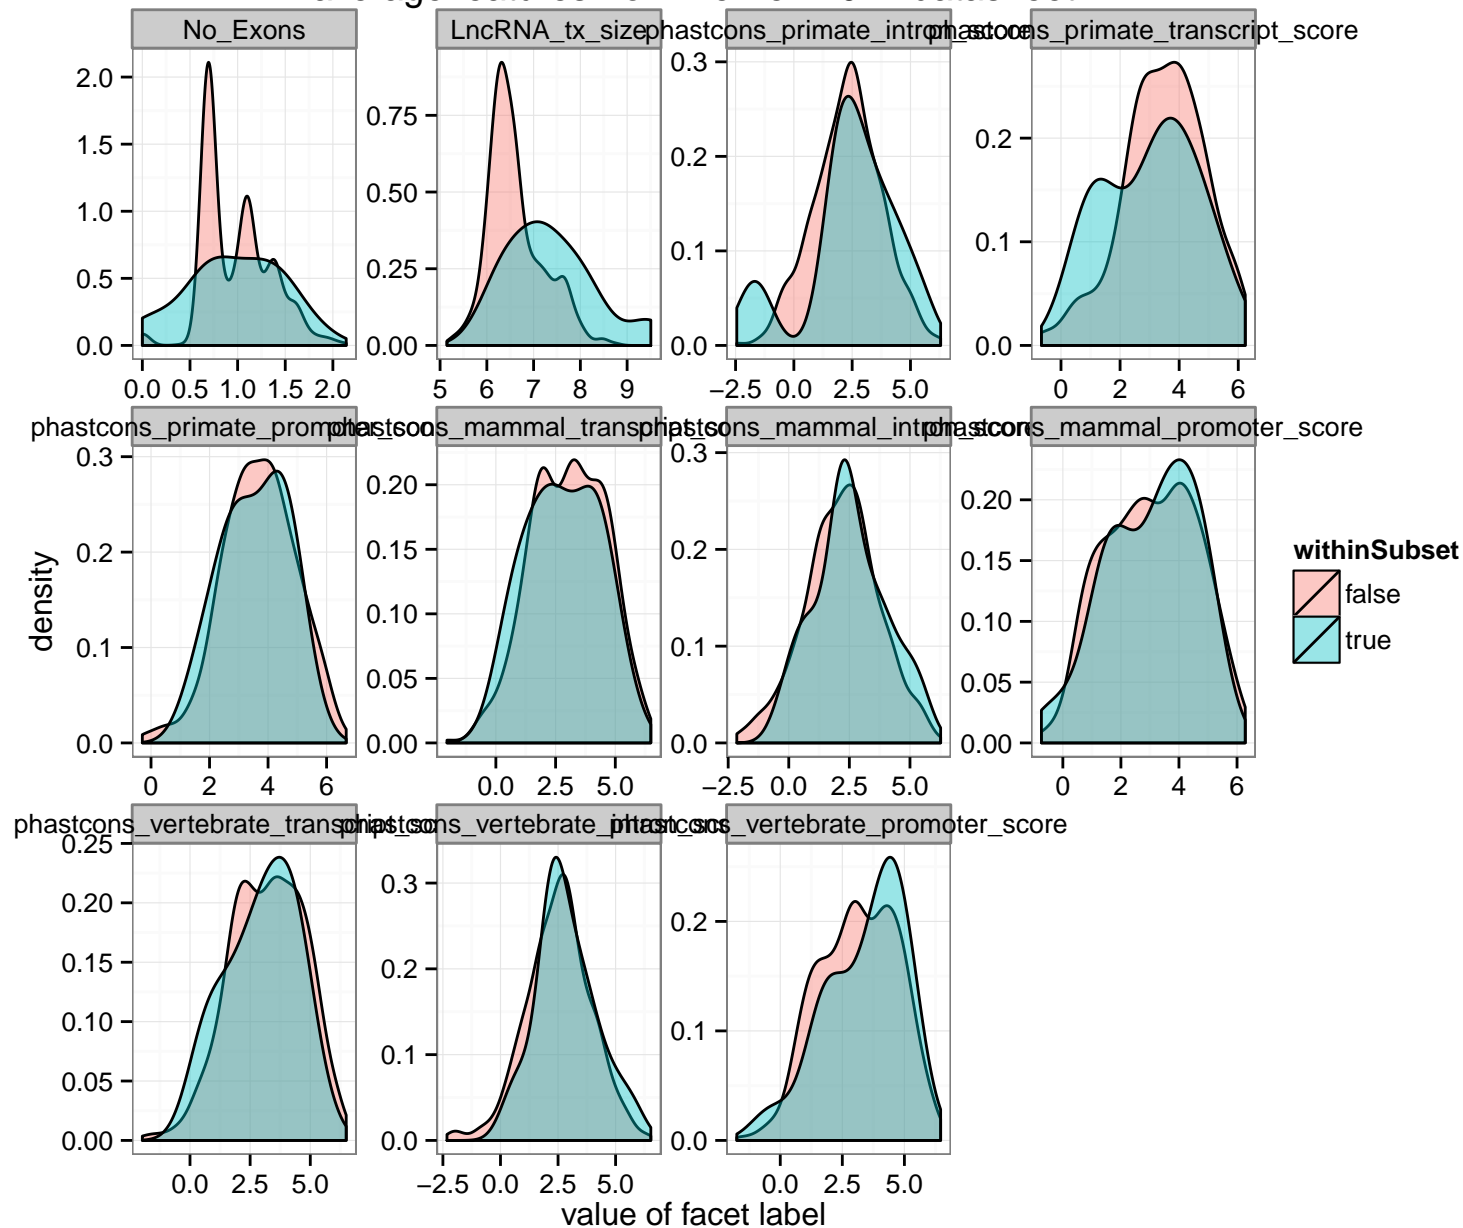 No_Exons
LncRNA_tx_size
phastcons_primate_intron_score
phastcons_primate_transcript_score
2.0
1.5
1.0
0.5
0.0
0.0 0.5 1.0 1.5 2.0
0.75
0.50
0.25
0.00
5 6 7 8 9
0.3
0.2
0.1
0.0
−2.5 0.0 2.5 5.0
0.2
0.1
0.0
0 2 4 6
phastcons_primate_promoter_score
phastcons_mammal_transcript_score
phastcons_mammal_intron_score
phastcons_mammal_promoter_score
0.3
0.2
0.1
0.0
0 2 4 6
0.20
0.15
0.10
0.05
0.00
0.0 2.5 5.0
0.3
0.2
0.1
0.0
−2.5 0.0 2.5 5.0
0.20
0.15
0.10
0.05
0.00
0 2 4 6
phastcons_vertebrate_transcript_score
phastcons_vertebrate_intron_score
phastcons_vertebrate_promoter_score
0.25
0.20
0.15
0.10
0.05
0.00
0.0 2.5 5.0
0.3
0.2
0.1
0.0
−2.5 0.0 2.5 5.0
0.2
0.1
0.0
0.0 2.5 5.0
density
value of facet label
withinSubset
false
true